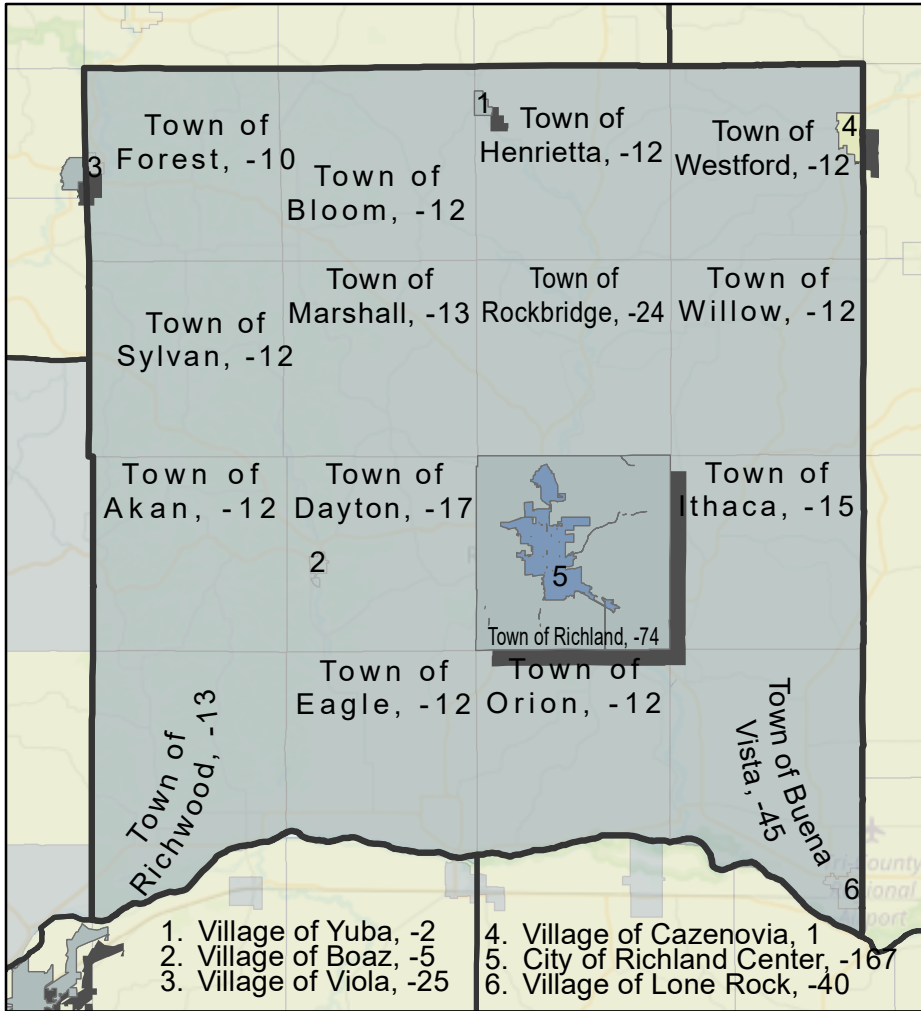 1
Town of
Forest, -10
3
Town of
Henrietta, -12
Town of
Westford, -12
4
Town of
Bloom, -12
Town of
Marshall, -13
Town of
Rockbridge, -24
Town of
Willow, -12
Town of
Sylvan, -12
Town of
Akan, -12
Town of
Dayton, -17
Town of
Ithaca, -15
2
5
Town of Richland, -74
Town of
Eagle, -12
Town of
Orion, -12
Town of
Richwood, -13
Town of Buena
Vista, -45
Tri-County
Regional
Airport
6
1. Village of Yuba, -2
2. Village of Boaz, -5
3. Village of Viola, -25
4. Village of Cazenovia, 1
5. City of Richland Center, -167
6. Village of Lone Rock, -40